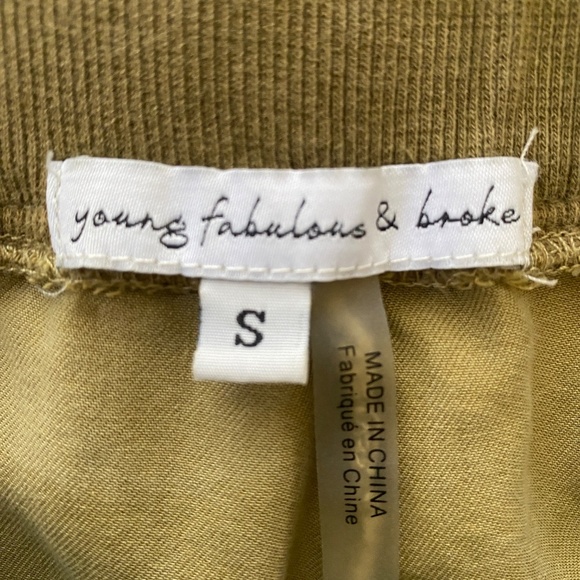 young fabulous & broke
S
MADE IN CHINA
Fabriqué en Chine